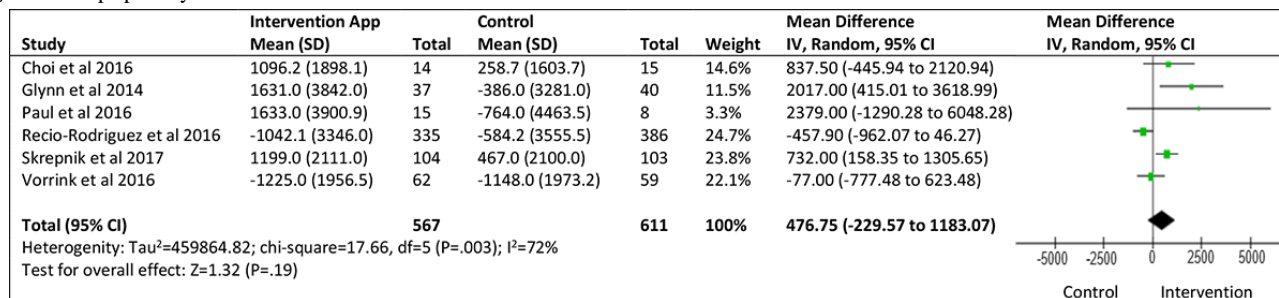 Intervention App Control Mean Difference Mean Difference
Study Mean (SD) Total Mean (SD) Total Weight IV, Random, 95% CI IV, Random, 95% CI
Choi et al 2016 1096.2 (1898.1) 14 258.7 (1603.7) 15 14.6% 837.50 (-445.94 to 2120.94)
Glynn et al 2014 1631.0 (3842.0) 37 -386.0 (3281.0) 40 11.5% 2017.00 (415.01 to 3618.99)
Paul et al 2016 1633.0 (3900.9) 15 -764.0 (4463.5) 8 3.3% 2379.00 (-1290.28 to 6048.28)
Recio-Rodriguez et al 2016 -1042.1 (3346.0) 335 -584.2 (3555.5) 386 24.7% -457.90 (-962.07 to 46.27)
Skrepnik et al 2017 1199.0 (2111.0) 104 467.0 (2100.0) 103 23.8% 732.00 (158.35 to 1305.65)
Vorrink et al 2016 -1225.0 (1956.5) 62 -1148.0 (1973.2) 59 22.1% -77.00 (-777.48 to 623.48)
Total (95% CI) 567 611 100% 476.75 (-229.57 to 1183.07)
Heterogenity: Tau²=459864.82; chi-square=17.66, df=5 (P=.003); I²=72%
Test for overall effect: Z=1.32 (P=.19)
-5000 -2500 0 2500 5000
Control Intervention